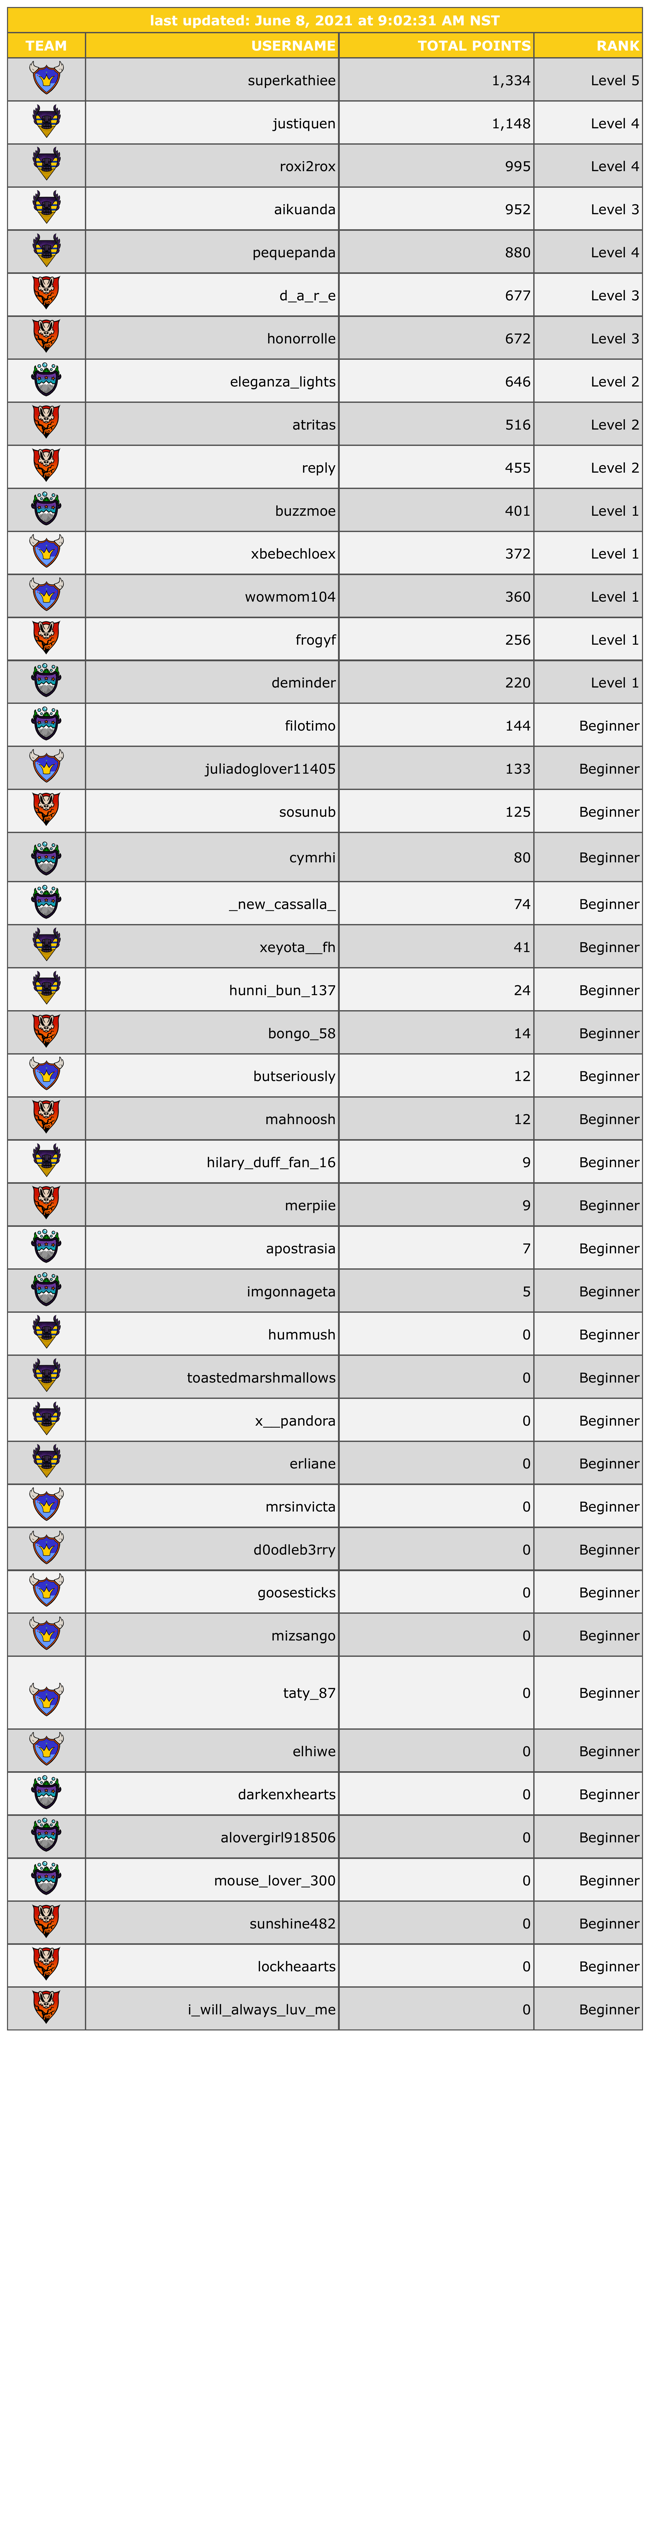 last updated: June 8, 2021 at 9:02:31 AM NST
TEAM USERNAME TOTAL POINTS RANK
superkathiee 1,334 Level 5
justiquen 1,148 Level 4
roxi2rox 995 Level 4
aikuanda 952 Level 3
pequepanda 880 Level 4
d_a_r_e 677 Level 3
honorrolle 672 Level 3
eleganza_lights 646 Level 2
atritas 516 Level 2
reply 455 Level 2
buzzmoe 401 Level 1
xbebechloex 372 Level 1
wowmom104 360 Level 1
frogyf 256 Level 1
deminder 220 Level 1
filotimo 144 Beginner
juliadoglover11405 133 Beginner
sosunub 125 Beginner
cymrhi 80 Beginner
_new_cassalla_ 74 Beginner
xeyota__fh 41 Beginner
hunni_bun_137 24 Beginner
bongo_58 14 Beginner
butseriously 12 Beginner
mahnoosh 12 Beginner
hilary_duff_fan_16 9 Beginner
merpiie 9 Beginner
apostrasia 7 Beginner
imgonnageta 5 Beginner
hummush 0 Beginner
toastedmarshmallows 0 Beginner
x__pandora 0 Beginner
erliane 0 Beginner
mrsinvicta 0 Beginner
d0odleb3rry 0 Beginner
goosesticks 0 Beginner
mizsango 0 Beginner
taty_87 0 Beginner
elhiwe 0 Beginner
darkenxhearts 0 Beginner
alovergirl918506 0 Beginner
mouse_lover_300 0 Beginner
sunshine482 0 Beginner
lockheaarts 0 Beginner
i_will_always_luv_me 0 Beginner